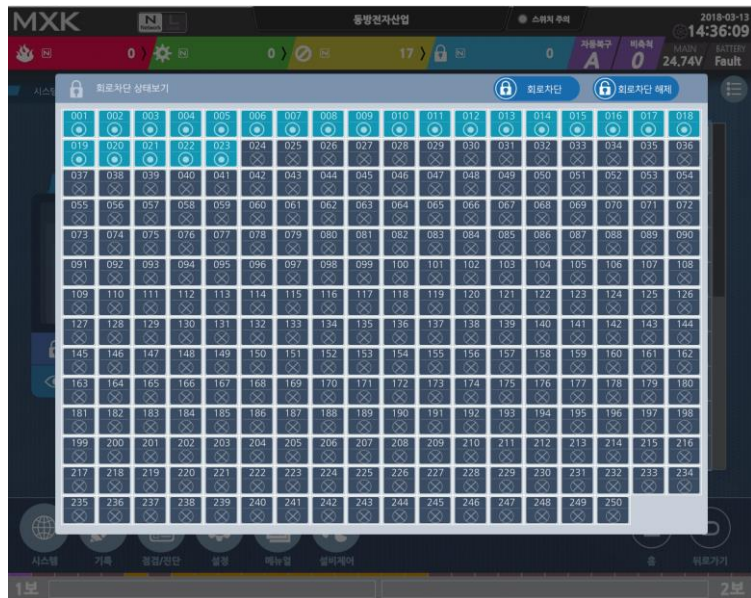 MXK N Network L 동방전자산업 스위치 주의 2018-03-13
14:36:09
N 0 0 N 17 N 0 자동복구 A 비축적 0 MAIN 24.74V BATTERY Fault
시스템
회로차단 상태보기 회로차단 회로차단 해제
001 002 003 004 005 006 007 008 009 010 011 012 013 014 015 016 017 018
019 020 021 022 023 024 025 026 027 028 029 030 031 032 033 034 035 036
037 038 039 040 041 042 043 044 045 046 047 048 049 050 051 052 053 054
055 056 057 058 059 060 061 062 063 064 065 066 067 068 069 070 071 072
073 074 075 076 077 078 079 080 081 082 083 084 085 086 087 088 089 090
091 092 093 094 095 096 097 098 099 100 101 102 103 104 105 106 107 108
109 110 111 112 113 114 115 116 117 118 119 120 121 122 123 124 125 126
127 128 129 130 131 132 133 134 135 136 137 138 139 140 141 142 143 144
145 146 147 148 149 150 151 152 153 154 155 156 157 158 159 160 161 162
163 164 165 166 167 168 169 170 171 172 173 174 175 176 177 178 179 180
181 182 183 184 185 186 187 188 189 190 191 192 193 194 195 196 197 198
199 200 201 202 203 204 205 206 207 208 209 210 211 212 213 214 215 216
217 218 219 220 221 222 223 224 225 226 227 228 229 230 231 232 233 234
235 236 237 238 239 240 241 242 243 244 245 246 247 248 249 250
시스템 기록 점검/진단 설정 메뉴얼 설비제어 홈 뒤로가기
1보 2보